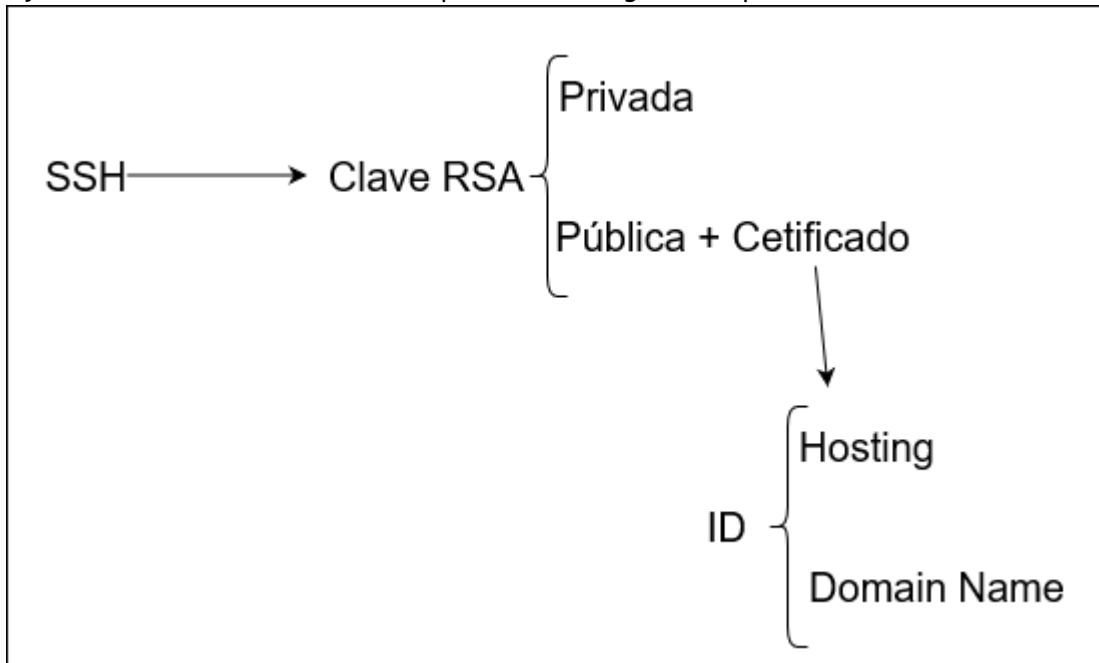 Privada
SSH
Clave RSA
Pública + Cetificado
Hosting
ID
Domain Name